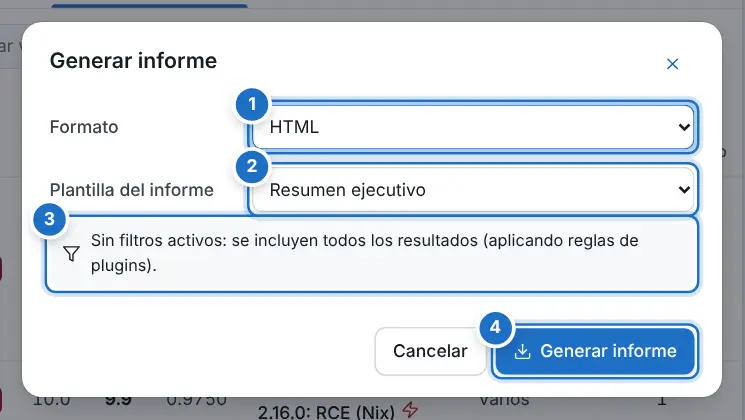 ar
Generar informe
1
Formato
HTML
2
Plantilla del informe
Resumen ejecutivo
3
Sin filtros activos: se incluyen todos los resultados (aplicando reglas de
plugins).
4
Cancelar
Generar informe
10.0 9.9 0.9750 2.16.0: RCE (Nix) Varios 1